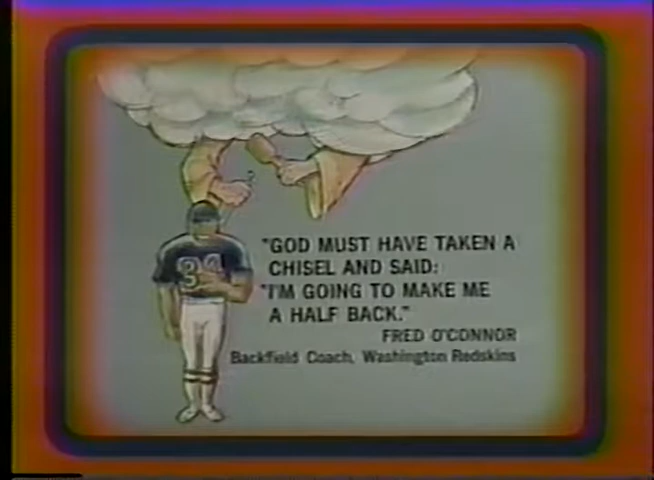 34
"GOD MUST HAVE TAKEN A
CHISEL AND SAID:
"I'M GOING TO MAKE ME
A HALF BACK."
FRED O'CONNOR
Backfield Coach, Washington Redskins